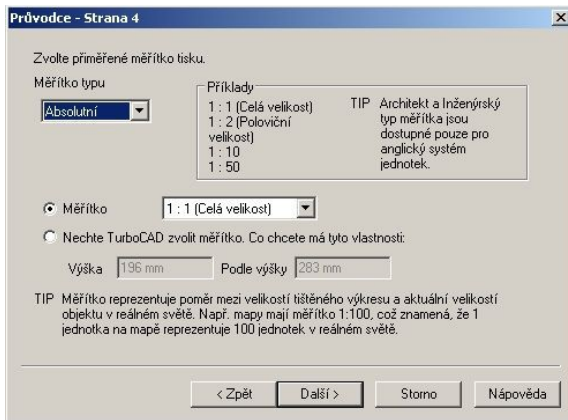 Průvodce - Strana 4
Zvolte přiměřené měřítko tisku.
Měřítko typu
Absolutní
Příklady
1 : 1 (Celá velikost)
1 : 2 (Poloviční
velikost)
1 : 10
1 : 50
TIP Architekt a Inženýrský
typ měřítka jsou
dostupné pouze pro
anglický systém
jednotek.
Měřítko
1 : 1 (Celá velikost)
Nechte TurboCAD zvolit měřítko. Co chcete má tyto vlastnosti:
Výška 196 mm Podle výšky 283 mm
TIP Měřítko reprezentuje poměr mezi velikostí tištěného výkresu a aktuální velikostí
objektu v reálném světě. Např. mapy mají měřítko 1:100, což znamená, že 1
jednotka na mapě reprezentuje 100 jednotek v reálném světě.
< Zpět Další > Storno Nápověda